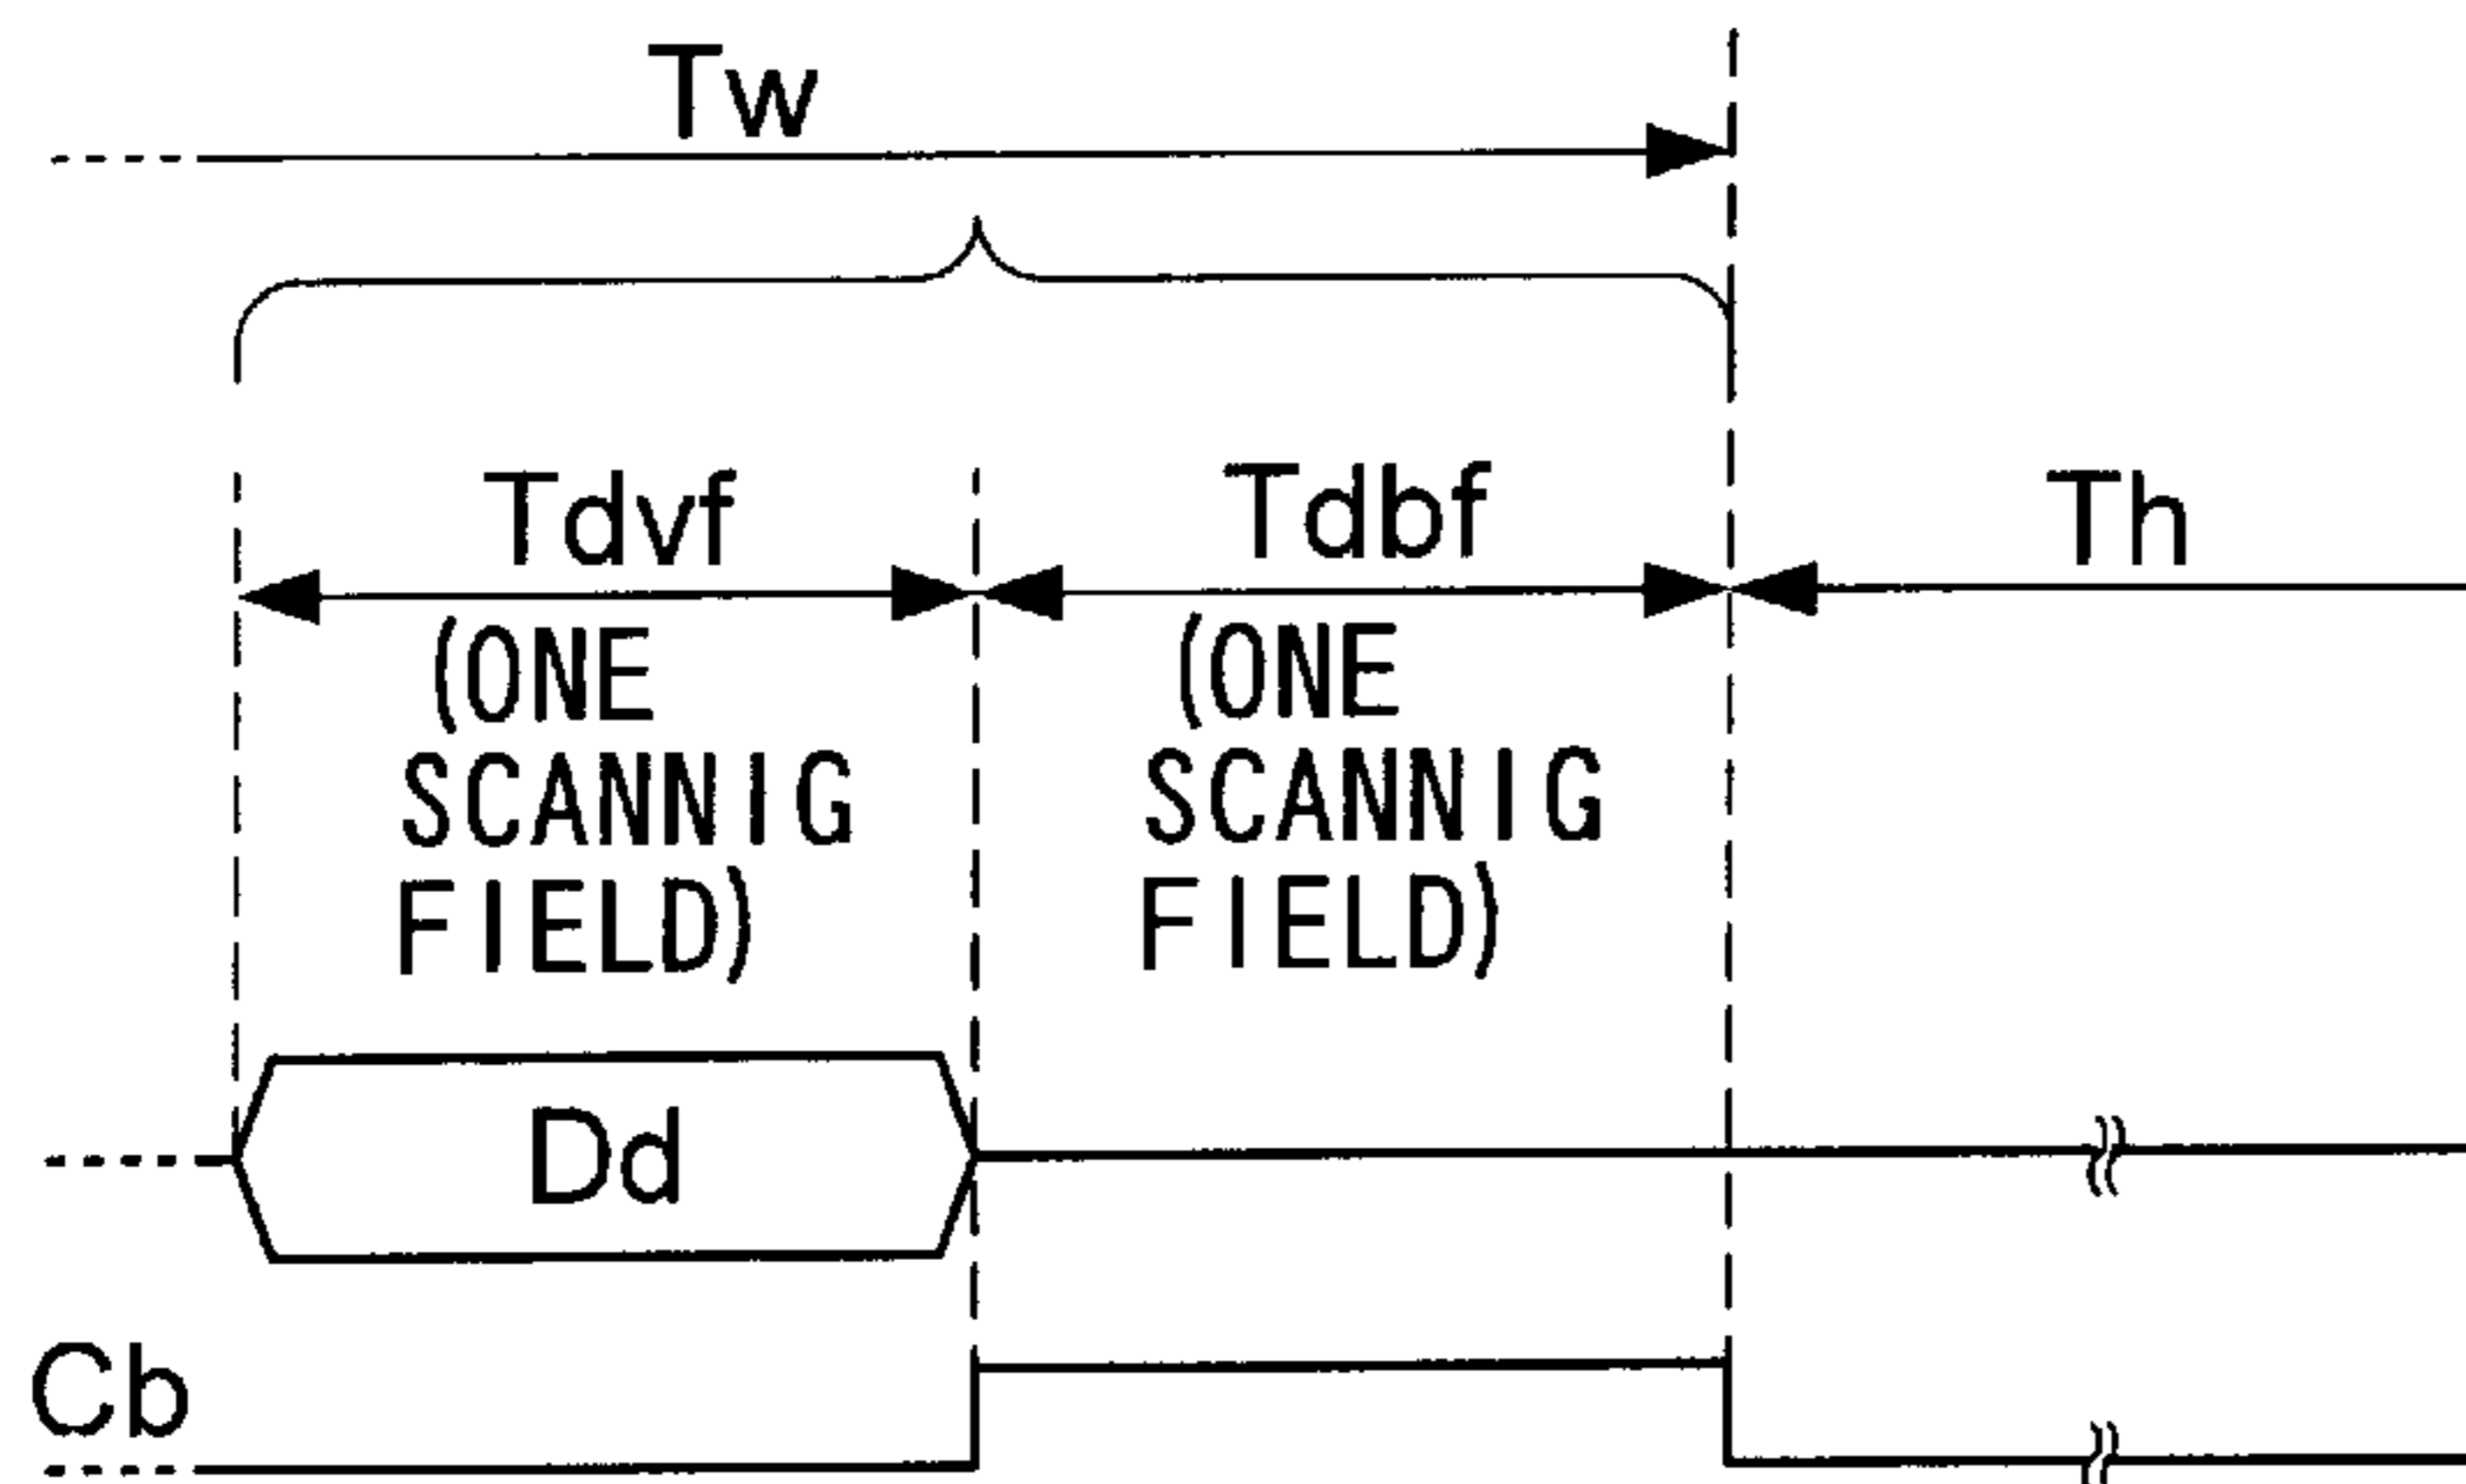 Tw
Tdvf
Tdbf
Th
(ONE
SCANNIG
FIELD)
(ONE
SCANNIG
FIELD)
Dd
Cb